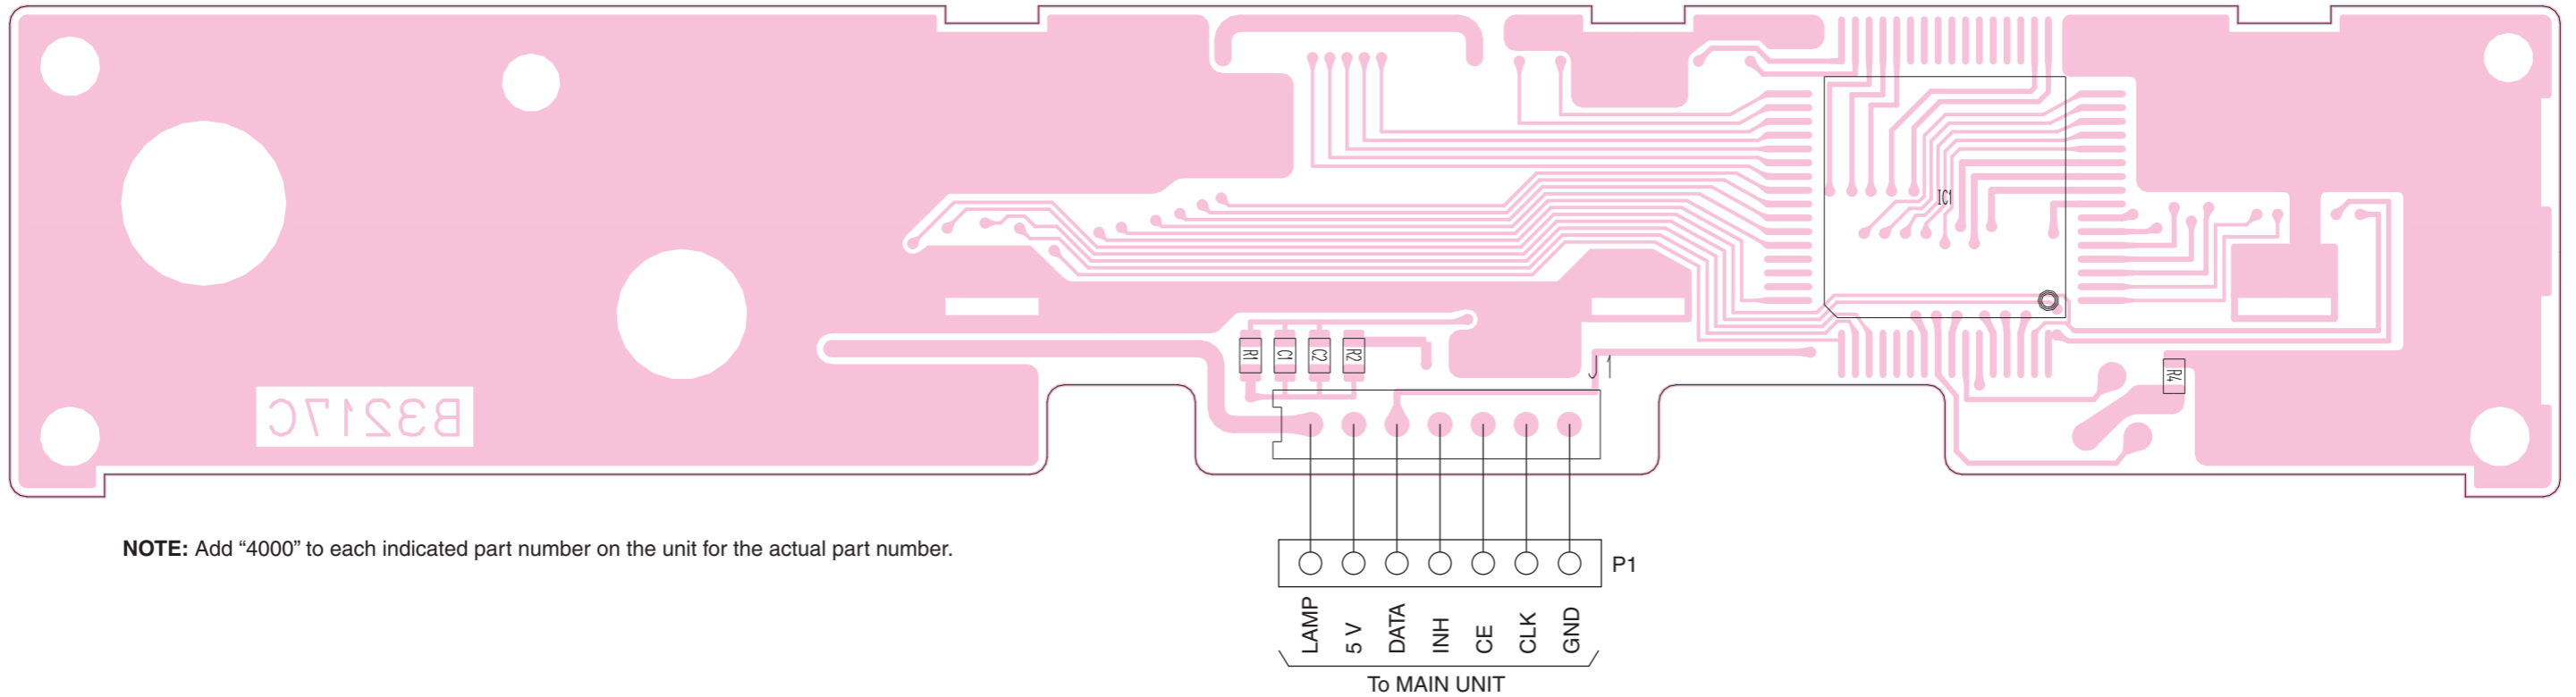 IC1
R1
C1
C2
R2
J1
R4
B3217C
NOTE: Add “4000” to each indicated part number on the unit for the actual part number.
P1
LAMP
5 V
DATA
INH
CE
CLK
GND
To MAIN UNIT